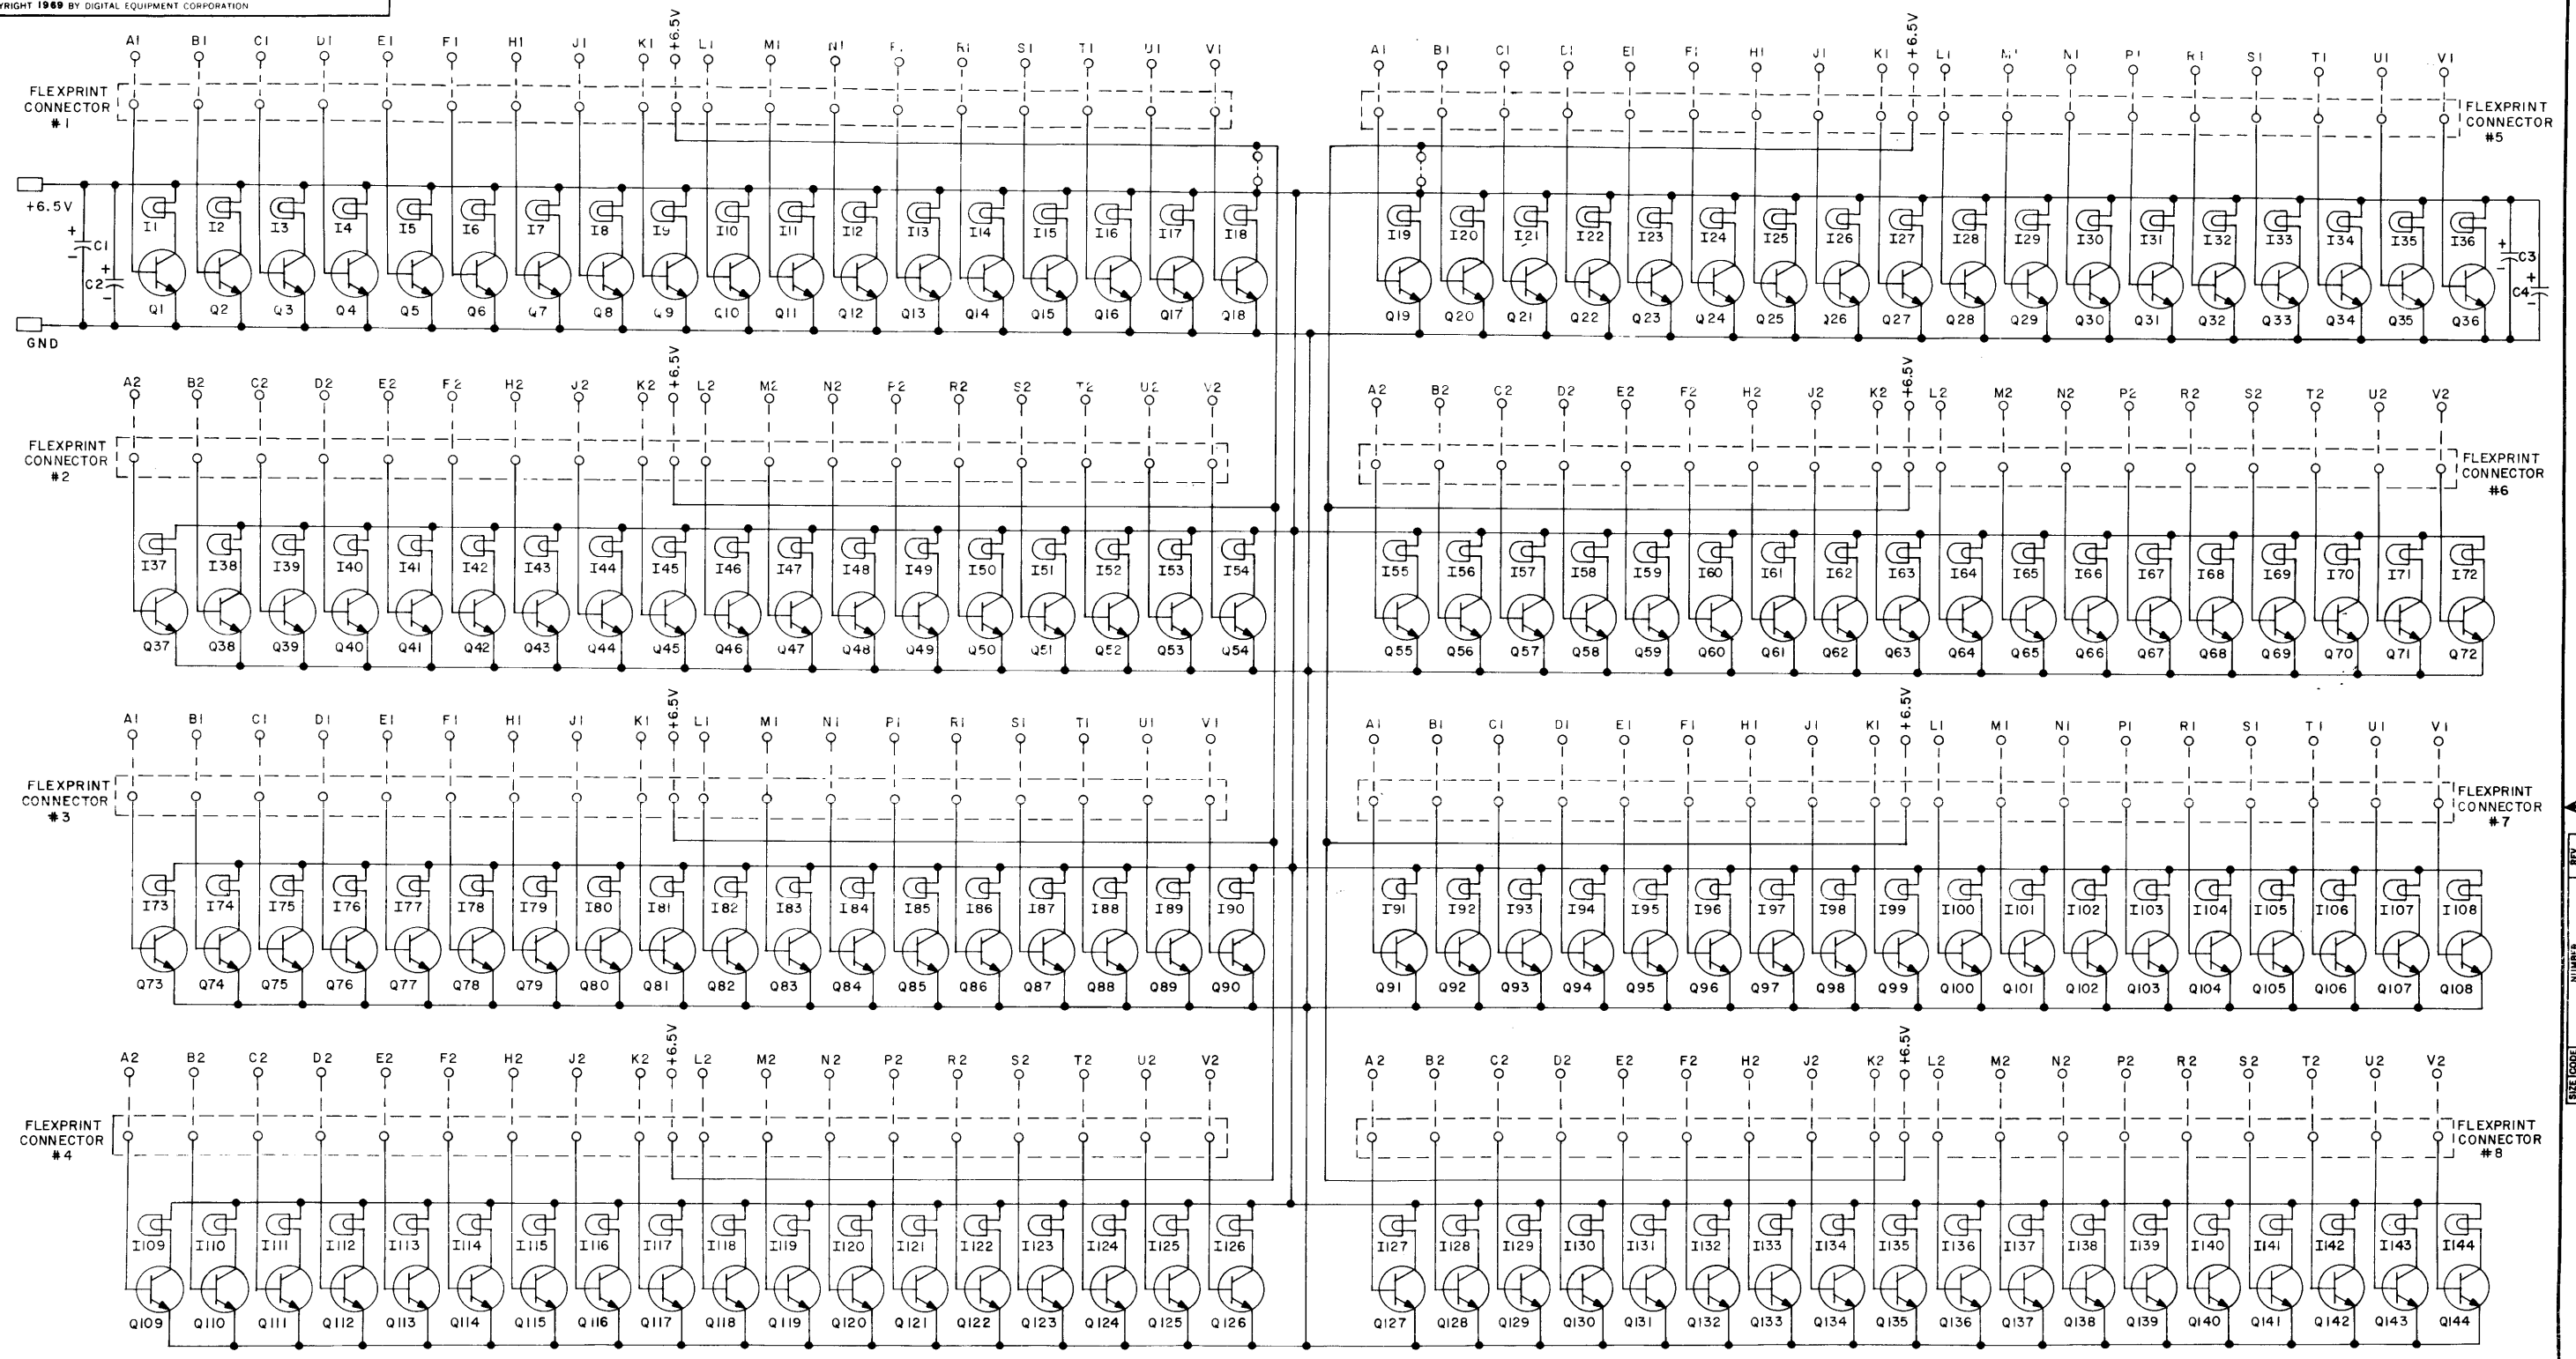 YRIGHT 1969 BY DIGITAL EQUIPMENT CORPORATION
A1 B1 C1 D1 E1 F1 H1 J1 K1 +6.5V L1 M1 N1 R1 S1 T1 U1 V1
A1 B1 C1 D1 E1 F1 H1 J1 K1 +6.5V L1 M1 N1 P1 R1 S1 T1 U1 V1
FLEXPRINT CONNECTOR #1
FLEXPRINT CONNECTOR #5
+6.5V
I1 I2 I3 I4 I5 I6 I7 I8 I9 I10 I11 I12 I13 I14 I15 I16 I17 I18
I19 I20 I21 I22 I23 I24 I25 I26 I27 I28 I29 I30 I31 I32 I33 I34 I35 I36
+ C1 -
+ C2 -
+ C3 -
+ C4 -
Q1 Q2 Q3 Q4 Q5 Q6 Q7 Q8 Q9 Q10 Q11 Q12 Q13 Q14 Q15 Q16 Q17 Q18
Q19 Q20 Q21 Q22 Q23 Q24 Q25 Q26 Q27 Q28 Q29 Q30 Q31 Q32 Q33 Q34 Q35 Q36
GND
A2 B2 C2 D2 E2 F2 H2 J2 K2 +6.5V L2 M2 N2 P2 R2 S2 T2 U2 V2
A2 B2 C2 D2 E2 F2 H2 J2 K2 +6.5V L2 M2 N2 P2 R2 S2 T2 U2 V2
FLEXPRINT CONNECTOR #2
FLEXPRINT CONNECTOR #6
I37 I38 I39 I40 I41 I42 I43 I44 I45 I46 I47 I48 I49 I50 I51 I52 I53 I54
I55 I56 I57 I58 I59 I60 I61 I62 I63 I64 I65 I66 I67 I68 I69 I70 I71 I72
Q37 Q38 Q39 Q40 Q41 Q42 Q43 Q44 Q45 Q46 Q47 Q48 Q49 Q50 Q51 Q52 Q53 Q54
Q55 Q56 Q57 Q58 Q59 Q60 Q61 Q62 Q63 Q64 Q65 Q66 Q67 Q68 Q69 Q70 Q71 Q72
A1 B1 C1 D1 E1 F1 H1 J1 K1 +6.5V L1 M1 N1 P1 R1 S1 T1 U1 V1
A1 B1 C1 D1 E1 F1 H1 J1 K1 +6.5V L1 M1 N1 P1 R1 S1 T1 U1 V1
FLEXPRINT CONNECTOR #3
FLEXPRINT CONNECTOR #7
I73 I74 I75 I76 I77 I78 I79 I80 I81 I82 I83 I84 I85 I86 I87 I88 I89 I90
I91 I92 I93 I94 I95 I96 I97 I98 I99 I100 I101 I102 I103 I104 I105 I106 I107 I108
Q73 Q74 Q75 Q76 Q77 Q78 Q79 Q80 Q81 Q82 Q83 Q84 Q85 Q86 Q87 Q88 Q89 Q90
Q91 Q92 Q93 Q94 Q95 Q96 Q97 Q98 Q99 Q100 Q101 Q102 Q103 Q104 Q105 Q106 Q107 Q108
A2 B2 C2 D2 E2 F2 H2 J2 K2 +6.5V L2 M2 N2 P2 R2 S2 T2 U2 V2
A2 B2 C2 D2 E2 F2 H2 J2 K2 +6.5V L2 M2 N2 P2 R2 S2 T2 U2 V2
FLEXPRINT CONNECTOR #4
FLEXPRINT CONNECTOR #8
I109 I110 I111 I112 I113 I114 I115 I116 I117 I118 I119 I120 I121 I122 I123 I124 I125 I126
I127 I128 I129 I130 I131 I132 I133 I134 I135 I136 I137 I138 I139 I140 I141 I142 I143 I144
Q109 Q110 Q111 Q112 Q113 Q114 Q115 Q116 Q117 Q118 Q119 Q120 Q121 Q122 Q123 Q124 Q125 Q126
Q127 Q128 Q129 Q130 Q131 Q132 Q133 Q134 Q135 Q136 Q137 Q138 Q139 Q140 Q141 Q142 Q143 Q144
SIZE CODE
NUMBER
REV